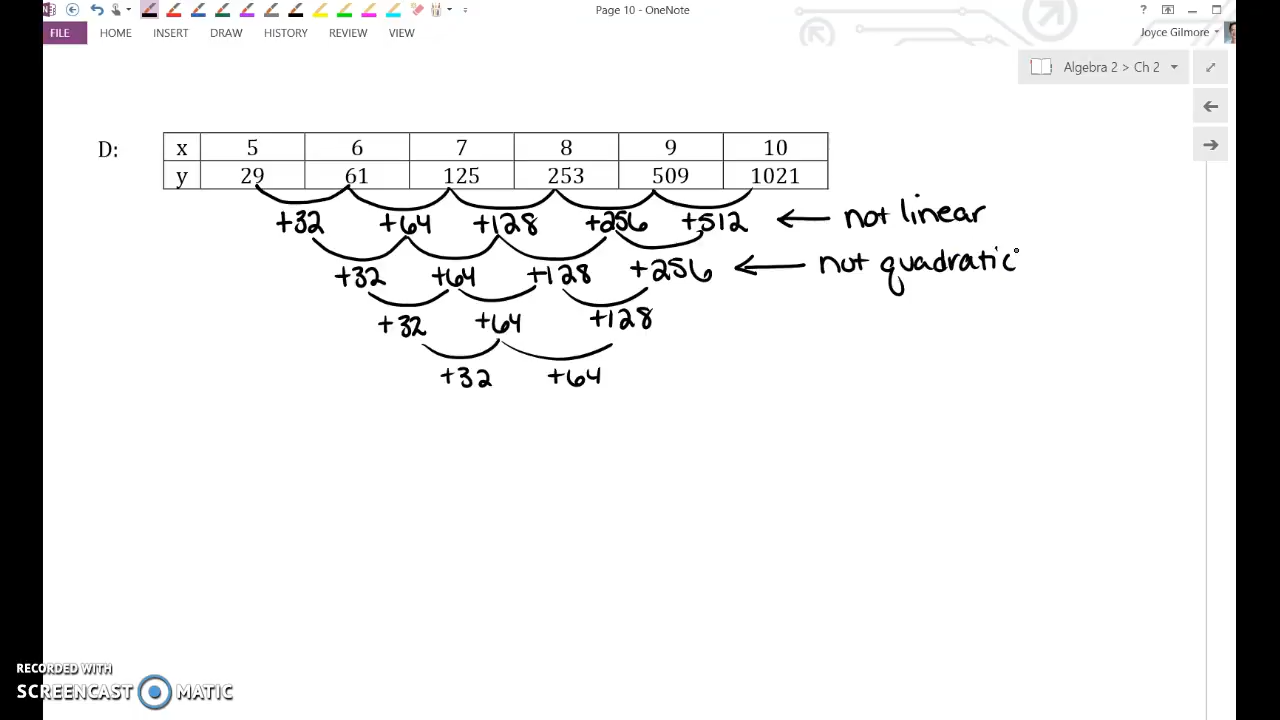 Page 10 - OneNote
?
FILE HOME INSERT DRAW HISTORY REVIEW VIEW
Joyce Gilmore
Algebra 2 > Ch 2
D:
x 5 6 7 8 9 10
y 29 61 125 253 509 1021
+32 +64 +128 +256 +512 ← not linear
+32 +64 +128 +256 ← not quadratic
+32 +64 +128
+32 +64
RECORDED WITH
SCREENCAST MATIC